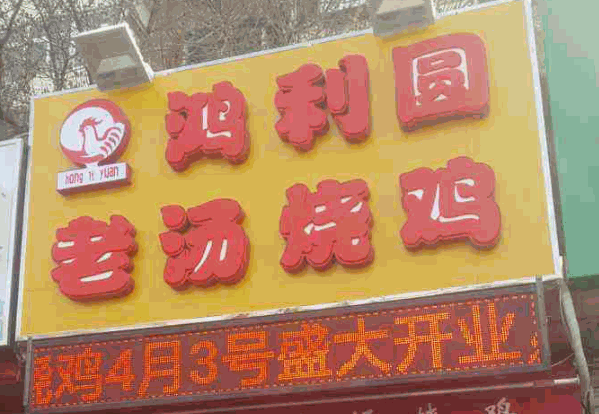 鸿利圆
hong li yuan
老汤烧鸡
鸡4月3号盛大开业